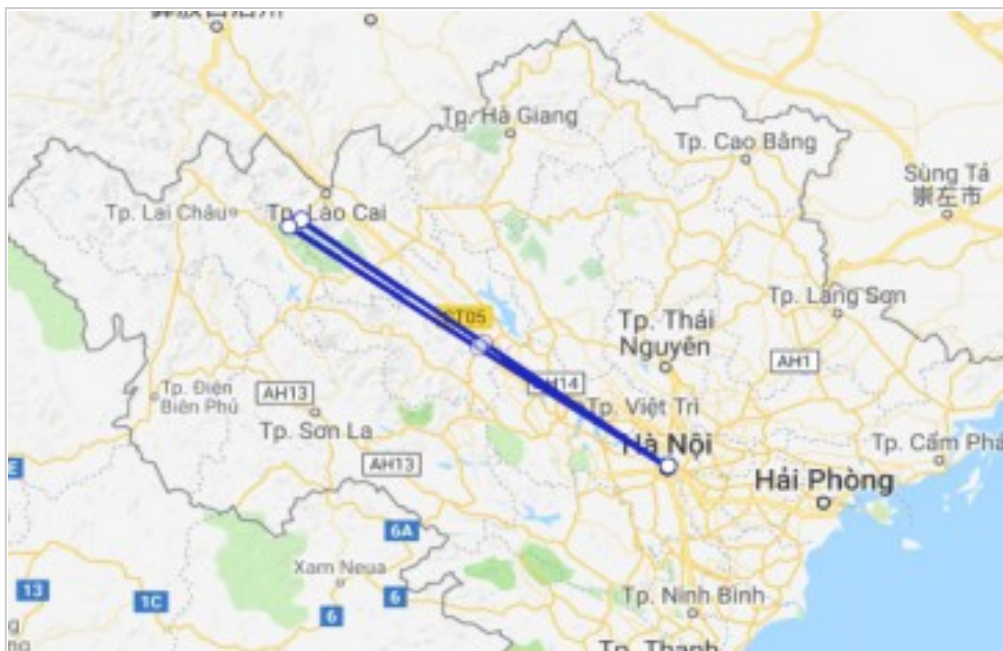 Tp. Hà Giang
Tp. Cao Bằng
Sùng Tả
崇左市
Tp. Lai Châu
Tp. Lào Cai
Tp. Lạng Sơn
CT05
Tp. Thái
Nguyên
AH1
AH14
Tp. Điện
Biên Phủ
AH13
Tp. Việt Trì
Tp. Sơn La
Hà Nội
Tp. Cẩm Phả
AH13
Hải Phòng
6A
Xam Neua
13
1C
6
6
Tp. Ninh Bình
Tp. Thanh